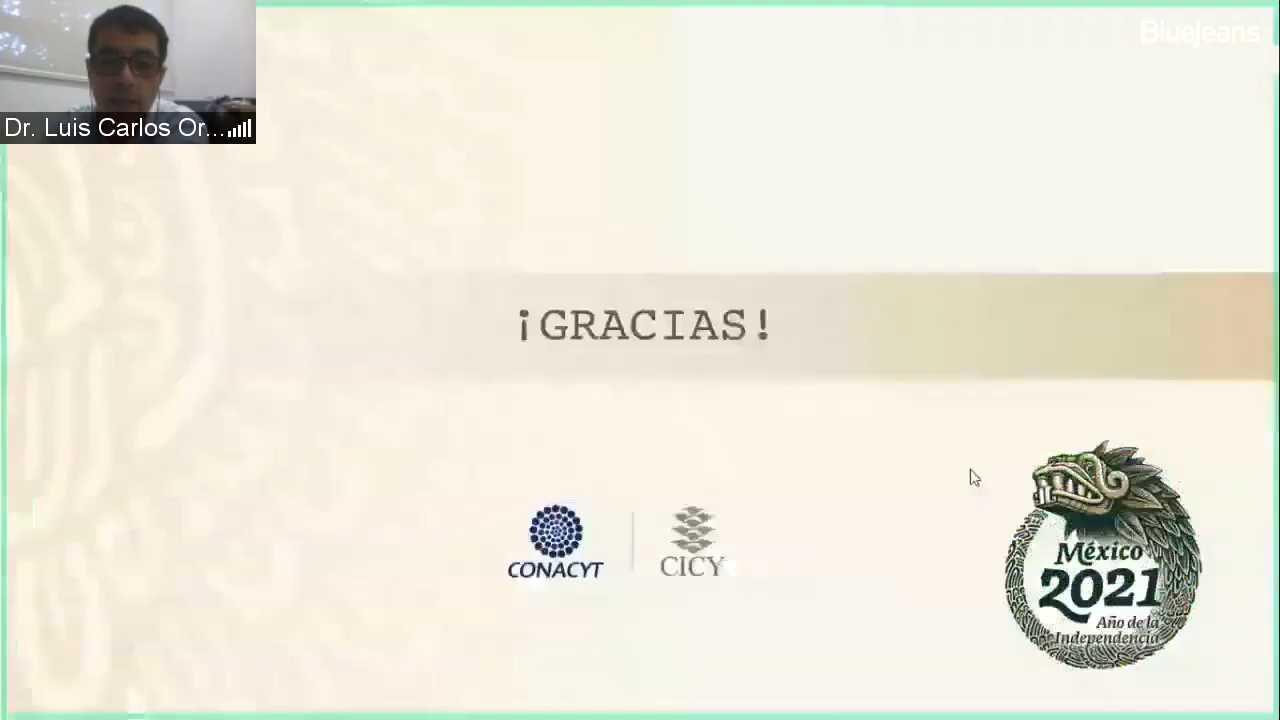 BlueJeans
Dr. Luis Carlos Or...
¡GRACIAS!
CONACYT
CICY
México
2021
Año de la
Independencia